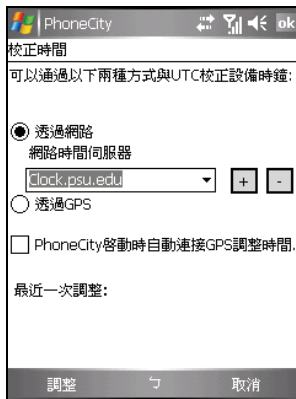 PhoneCity ok
校正時間
可以通過以下兩種方式與UTC校正設備時鐘:
透過網路
網路時間伺服器
Clock.psu.edu + -
透過GPS
PhoneCity啓動時自動連接GPS調整時間.
最近一次調整:
調整 ㄅ 取消